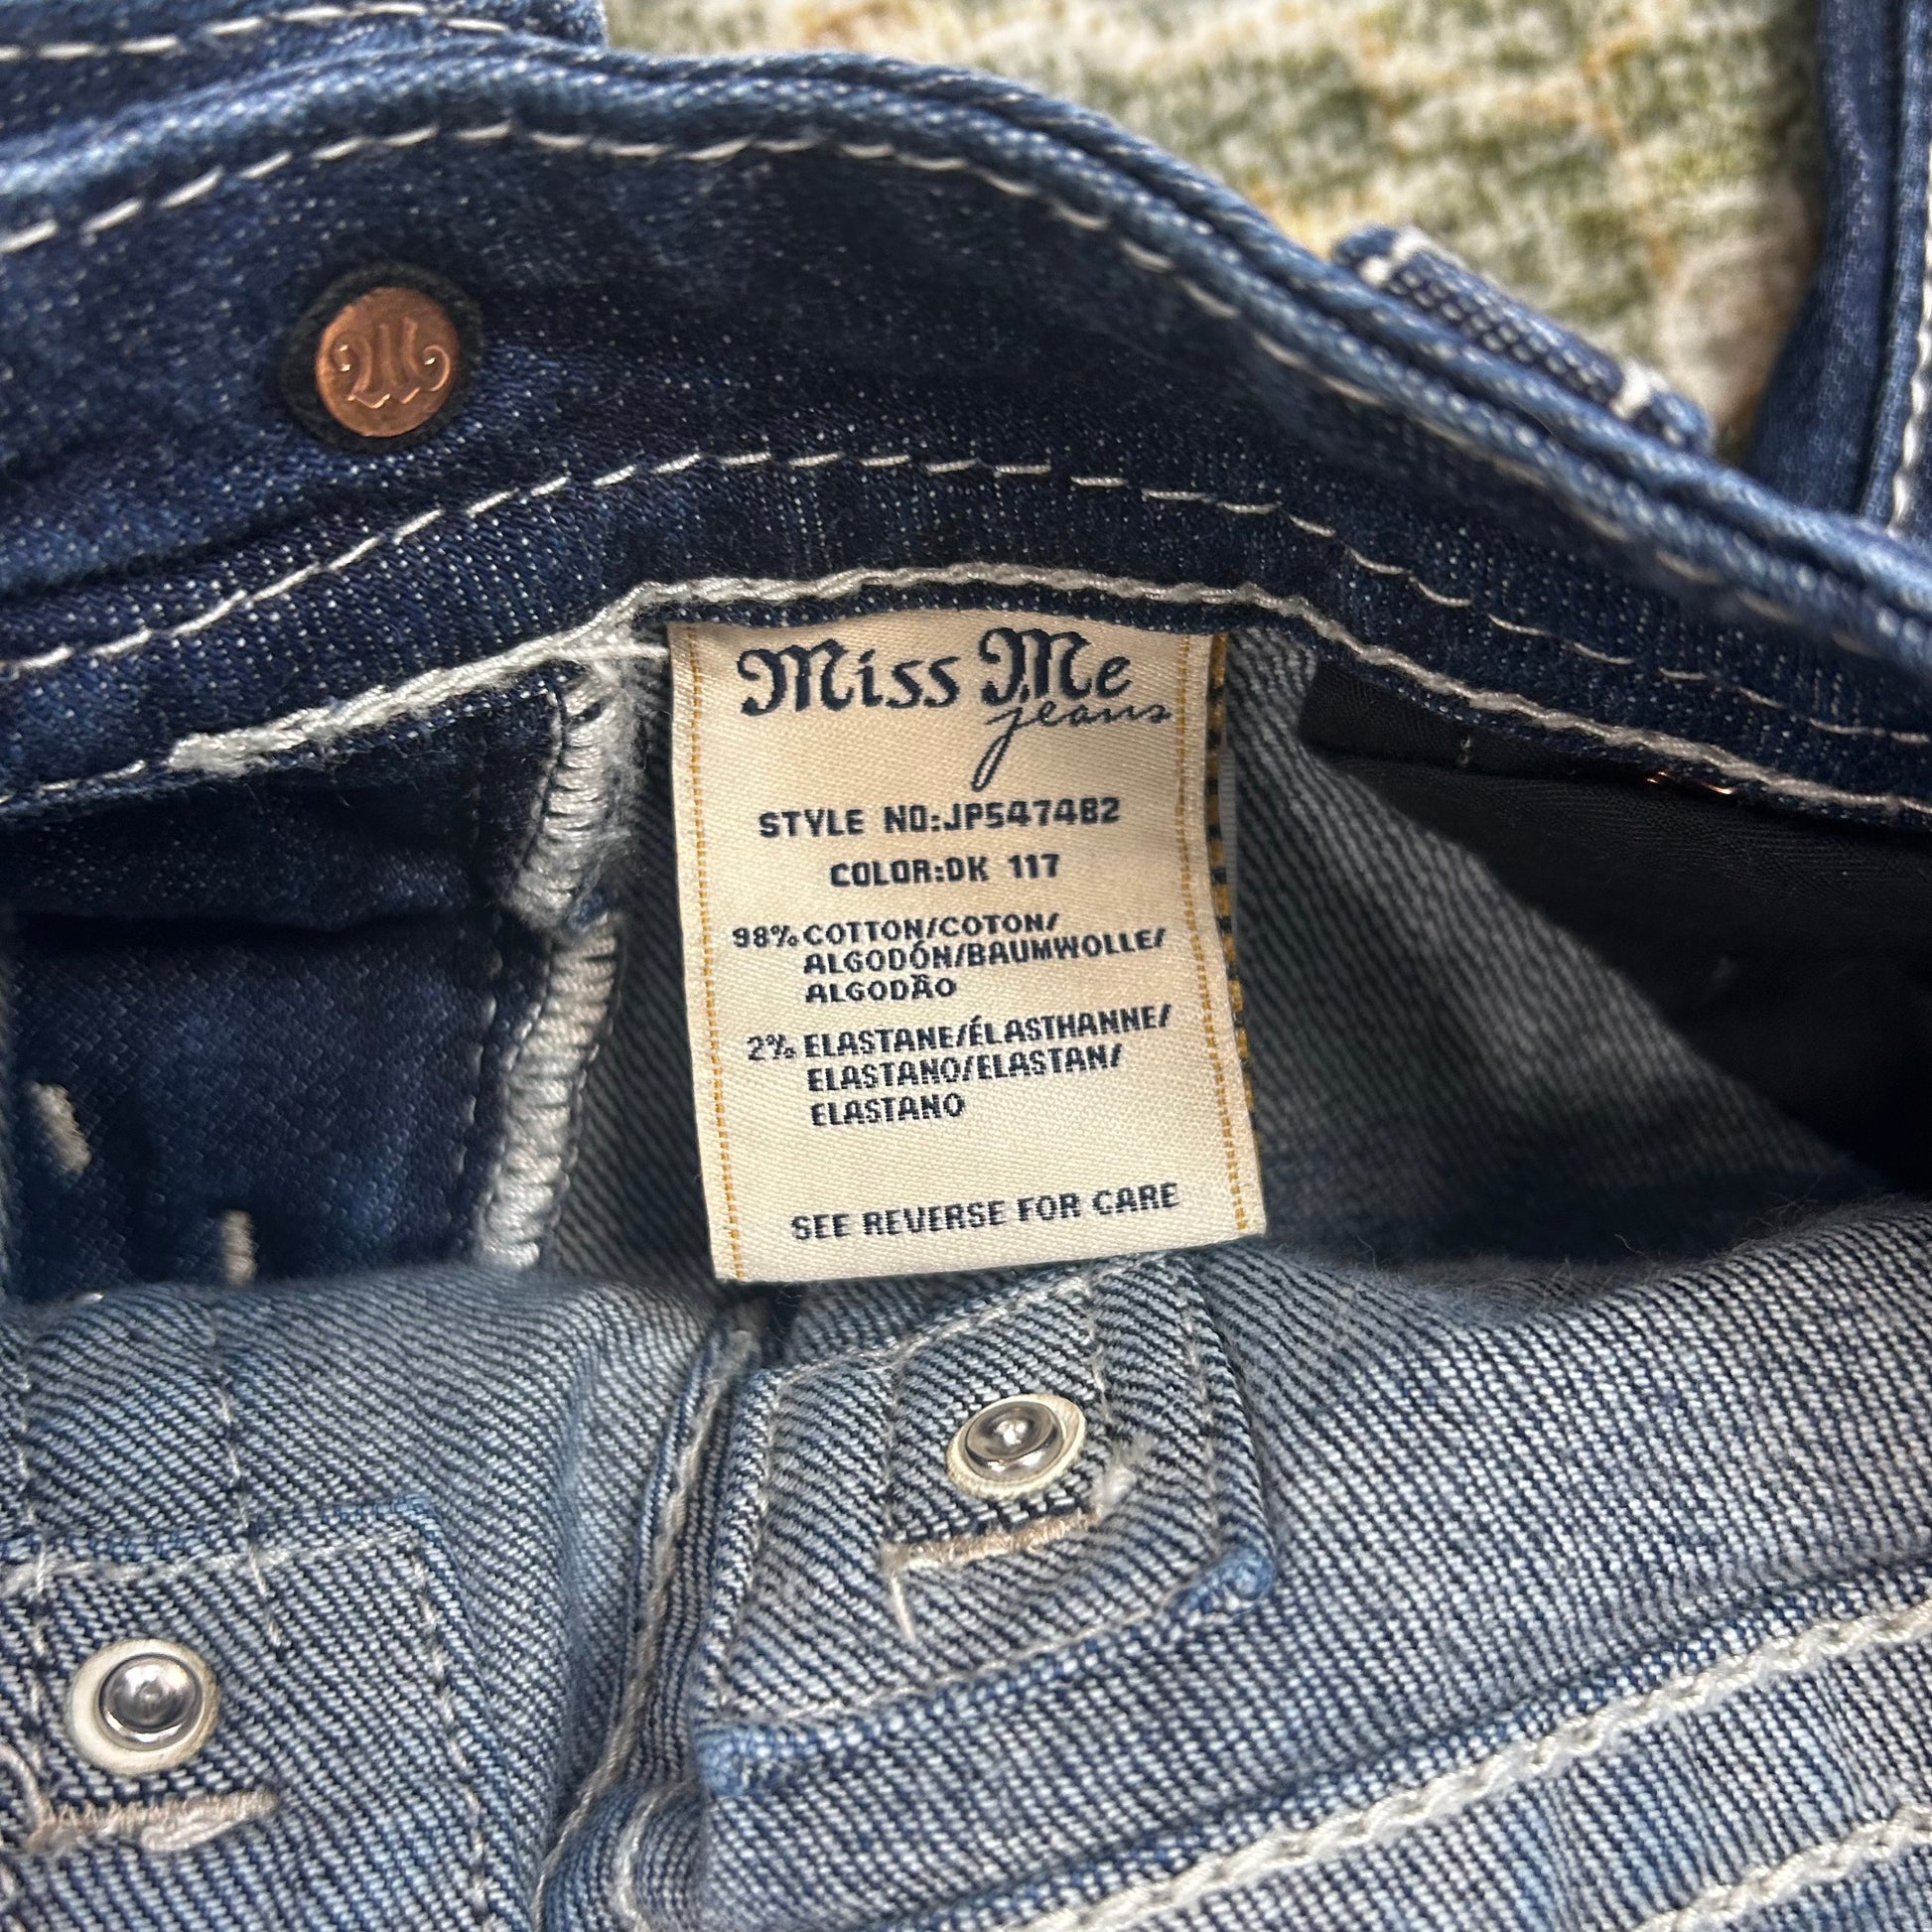 M
Miss Me
jeans
STYLE NO:JP5474B2
COLOR:DK 117
98% COTTON/COTON/
ALGODÓN/BAUMWOLLE/
ALGODÃO
2% ELASTANE/ÉLASTHANNE/
ELASTANO/ELASTAN/
ELASTANO
SEE REVERSE FOR CARE